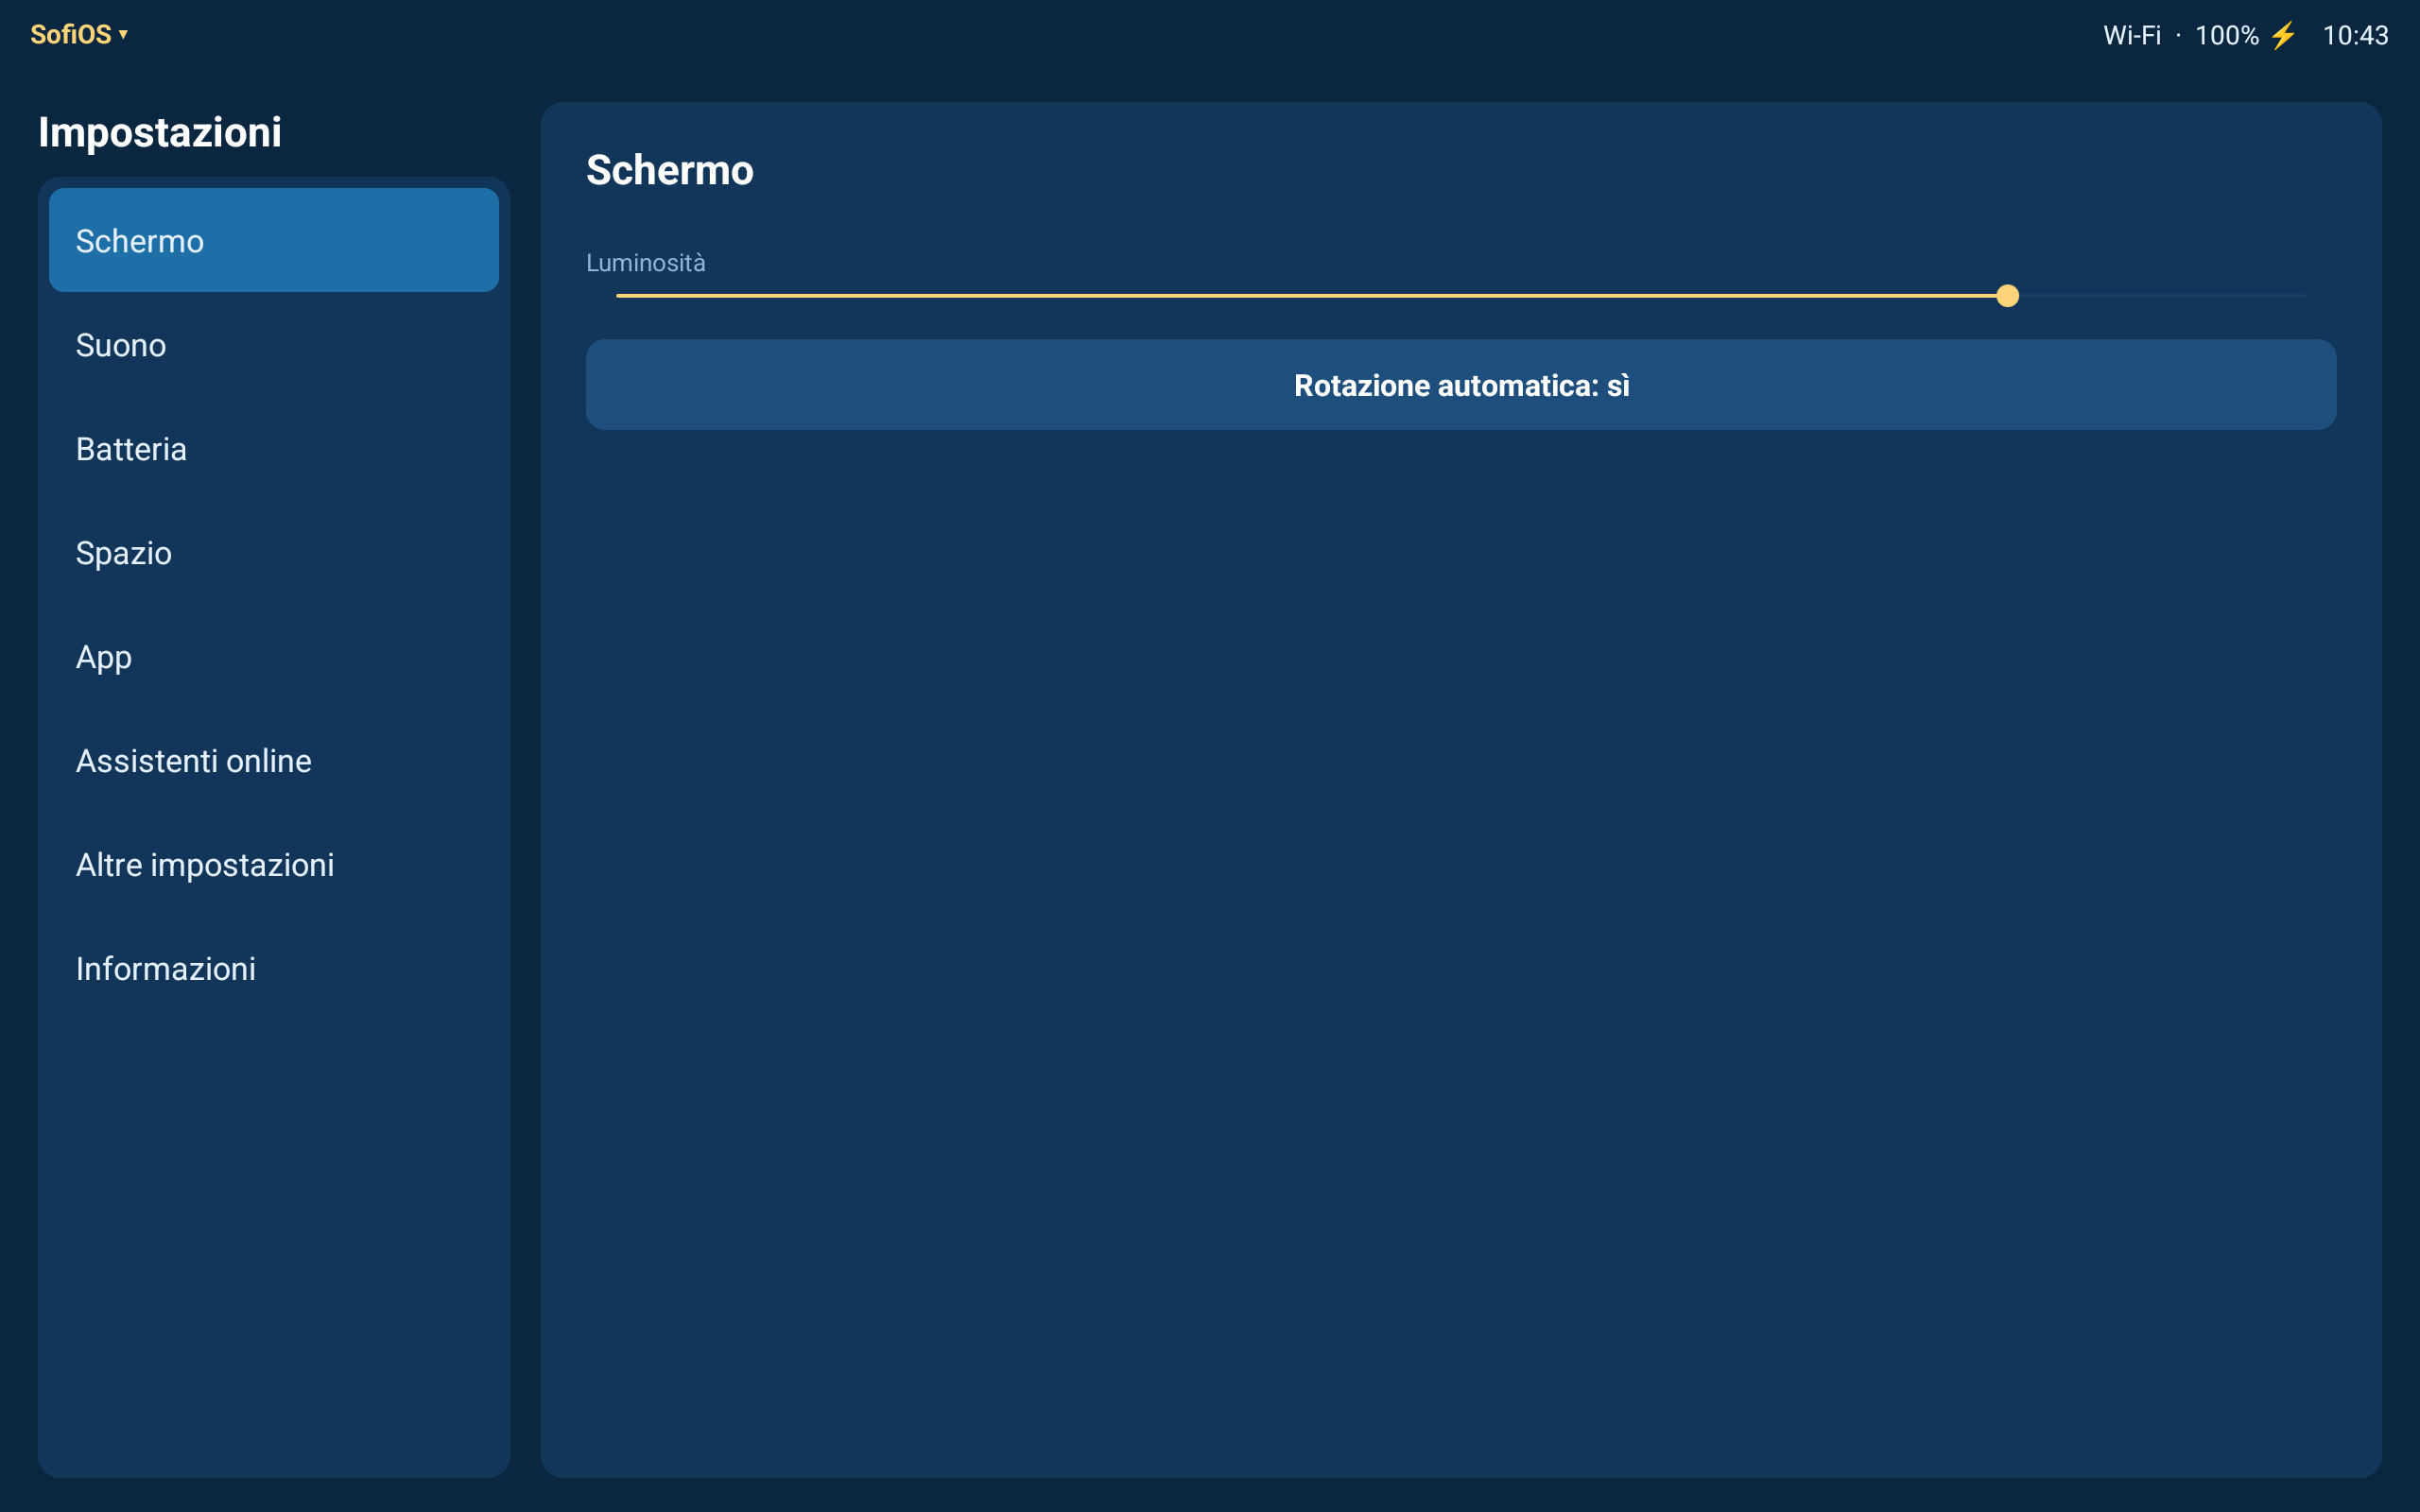 SofiOS ▾
Wi-Fi · 100% ⚡ 10:43
Impostazioni
Schermo
Suono
Batteria
Spazio
App
Assistenti online
Altre impostazioni
Informazioni
Schermo
Luminosità
Rotazione automatica: sì